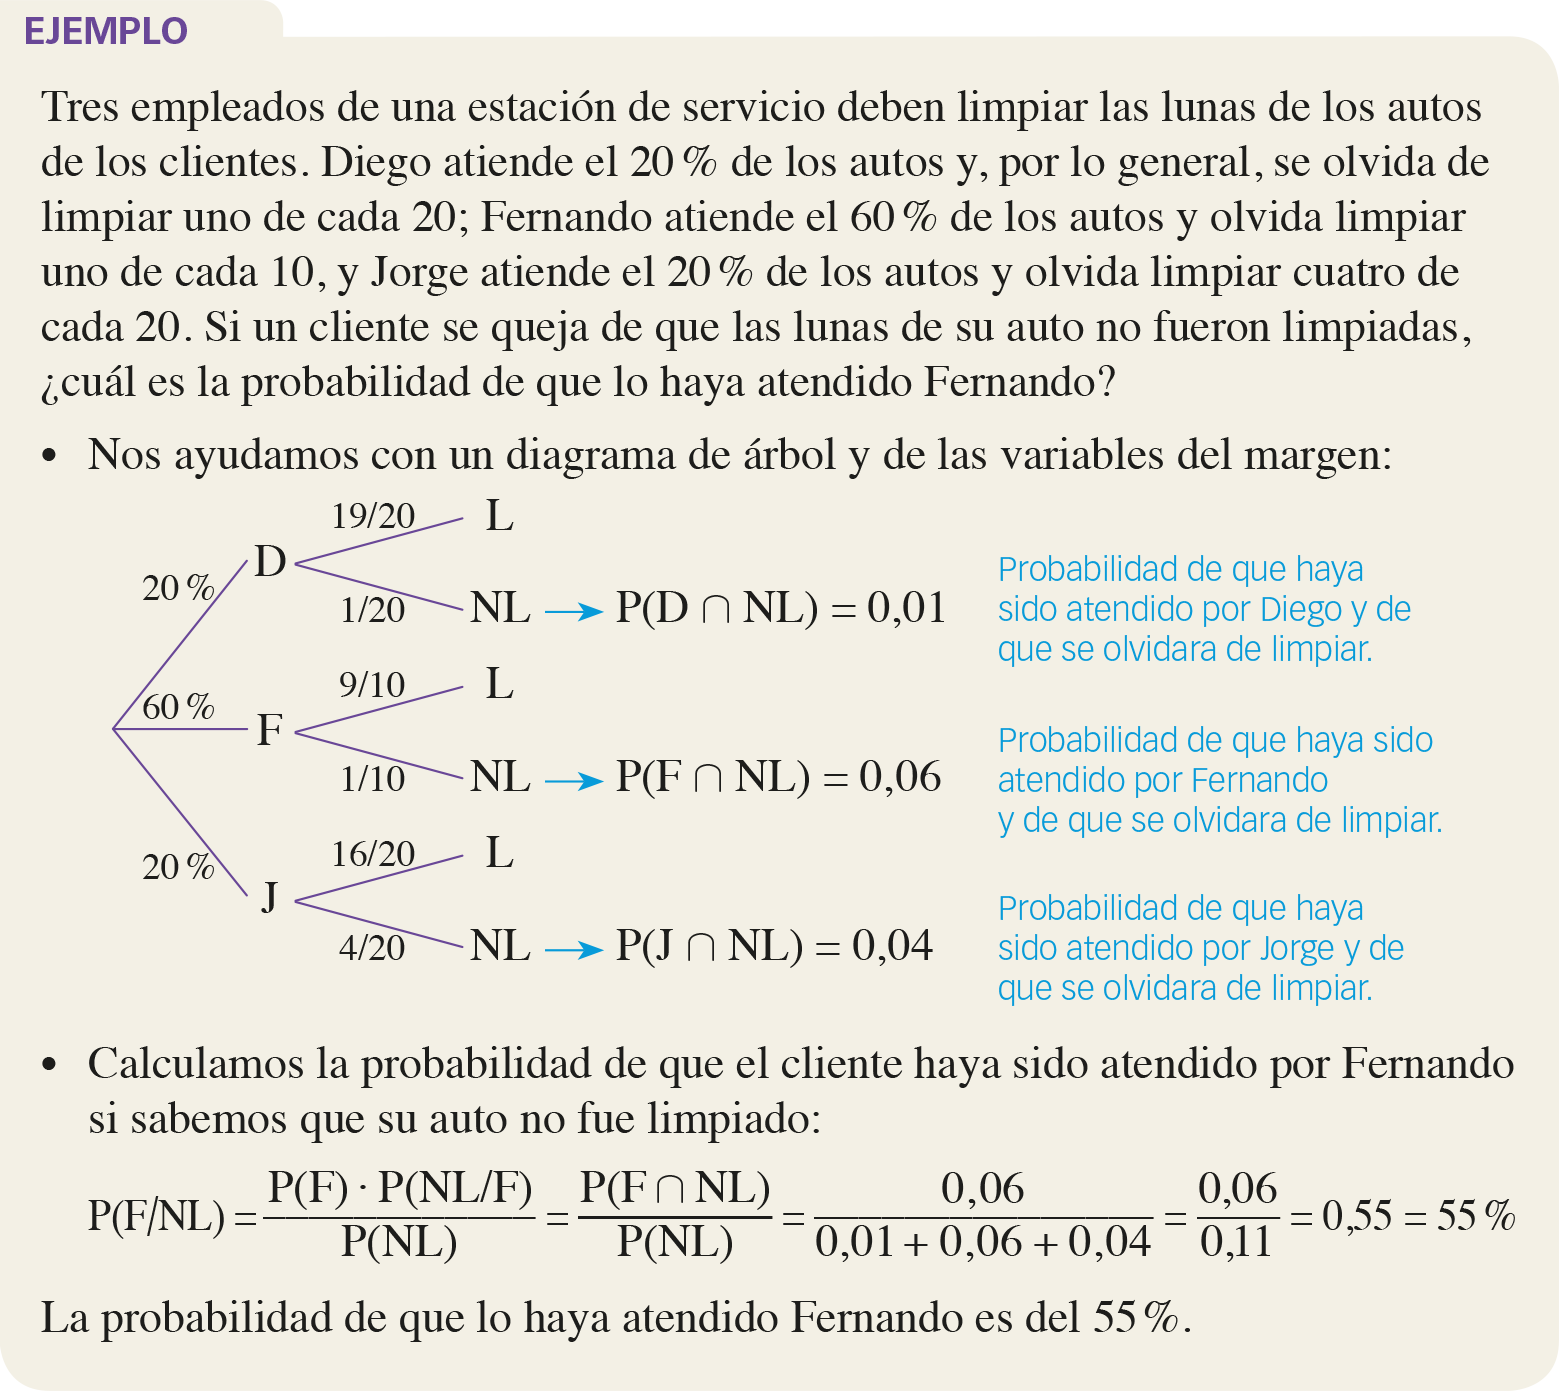 EJEMPLO
Tres empleados de una estación de servicio deben limpiar las lunas de los autos
de los clientes. Diego atiende el 20 % de los autos y, por lo general, se olvida de
limpiar uno de cada 20; Fernando atiende el 60 % de los autos y olvida limpiar
uno de cada 10, y Jorge atiende el 20 % de los autos y olvida limpiar cuatro de
cada 20. Si un cliente se queja de que las lunas de su auto no fueron limpiadas,
¿cuál es la probabilidad de que lo haya atendido Fernando?
• Nos ayudamos con un diagrama de árbol y de las variables del margen:
19/20 L
20 % D
1/20 NL → P(D ∩ NL) = 0,01
Probabilidad de que haya
sido atendido por Diego y de
que se olvidara de limpiar.
9/10 L
60 % F
1/10 NL → P(F ∩ NL) = 0,06
Probabilidad de que haya sido
atendido por Fernando
y de que se olvidara de limpiar.
16/20 L
20 % J
4/20 NL → P(J ∩ NL) = 0,04
Probabilidad de que haya
sido atendido por Jorge y de
que se olvidara de limpiar.
• Calculamos la probabilidad de que el cliente haya sido atendido por Fernando
si sabemos que su auto no fue limpiado:
P(F/NL) = P(F) · P(NL/F) / P(NL) = P(F ∩ NL) / P(NL) = 0,06 / 0,01 + 0,06 + 0,04 = 0,06 / 0,11 = 0,55 = 55 %
La probabilidad de que lo haya atendido Fernando es del 55 %.